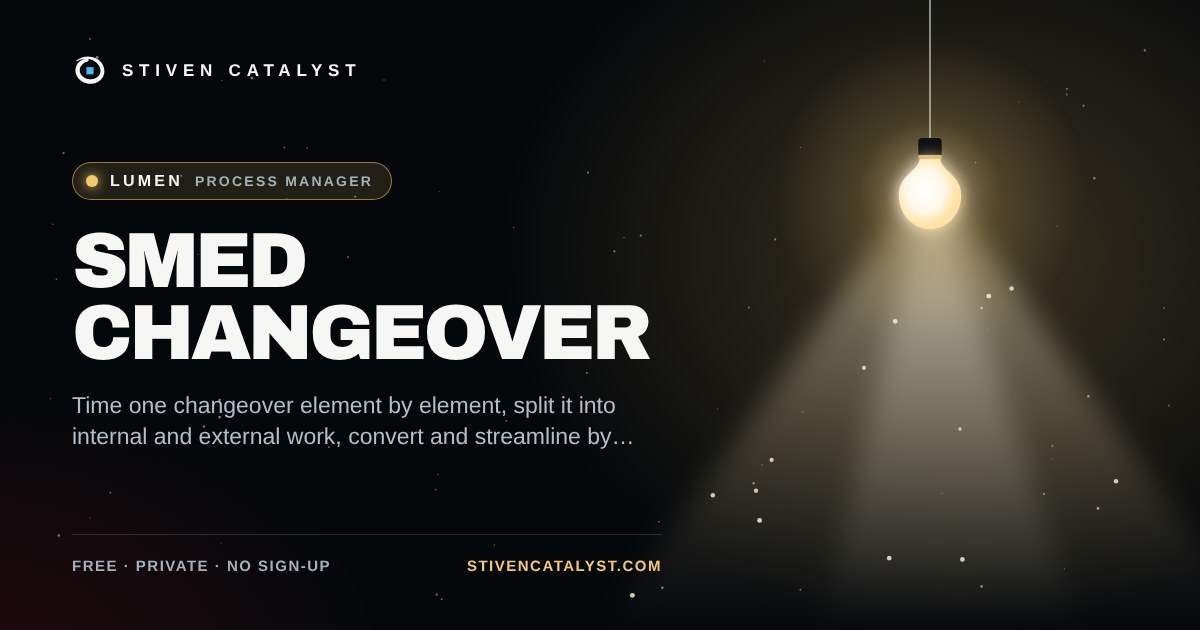 STIVEN CATALYST
LUMEN PROCESS MANAGER
SMED
CHANGEOVER
Time one changeover element by element, split it into
internal and external work, convert and streamline by…
FREE · PRIVATE · NO SIGN-UP
STIVENCATALYST.COM